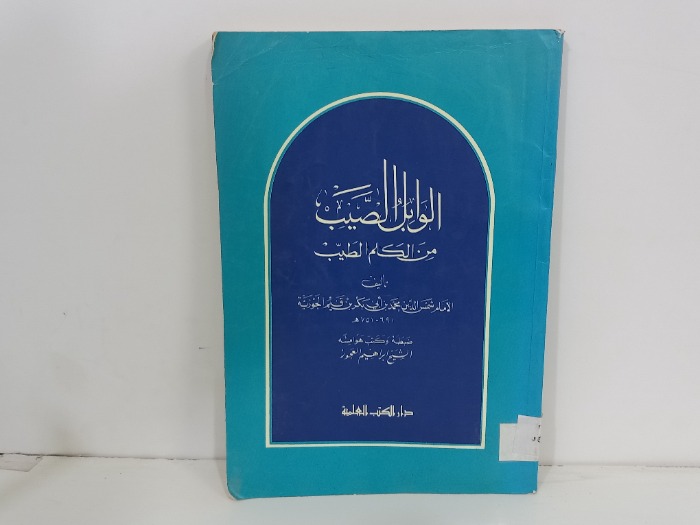 الوابل الصيب
من الكلم الطيب
تأليف
الإمام شمس الدين محمد بن أبي بكر بن قيم الجوزية
٦٩١ - ٧٥١ هـ
ضبطه وكتب هوامشه
الشيخ إبراهيم العجوز
دار الكتب العلمية